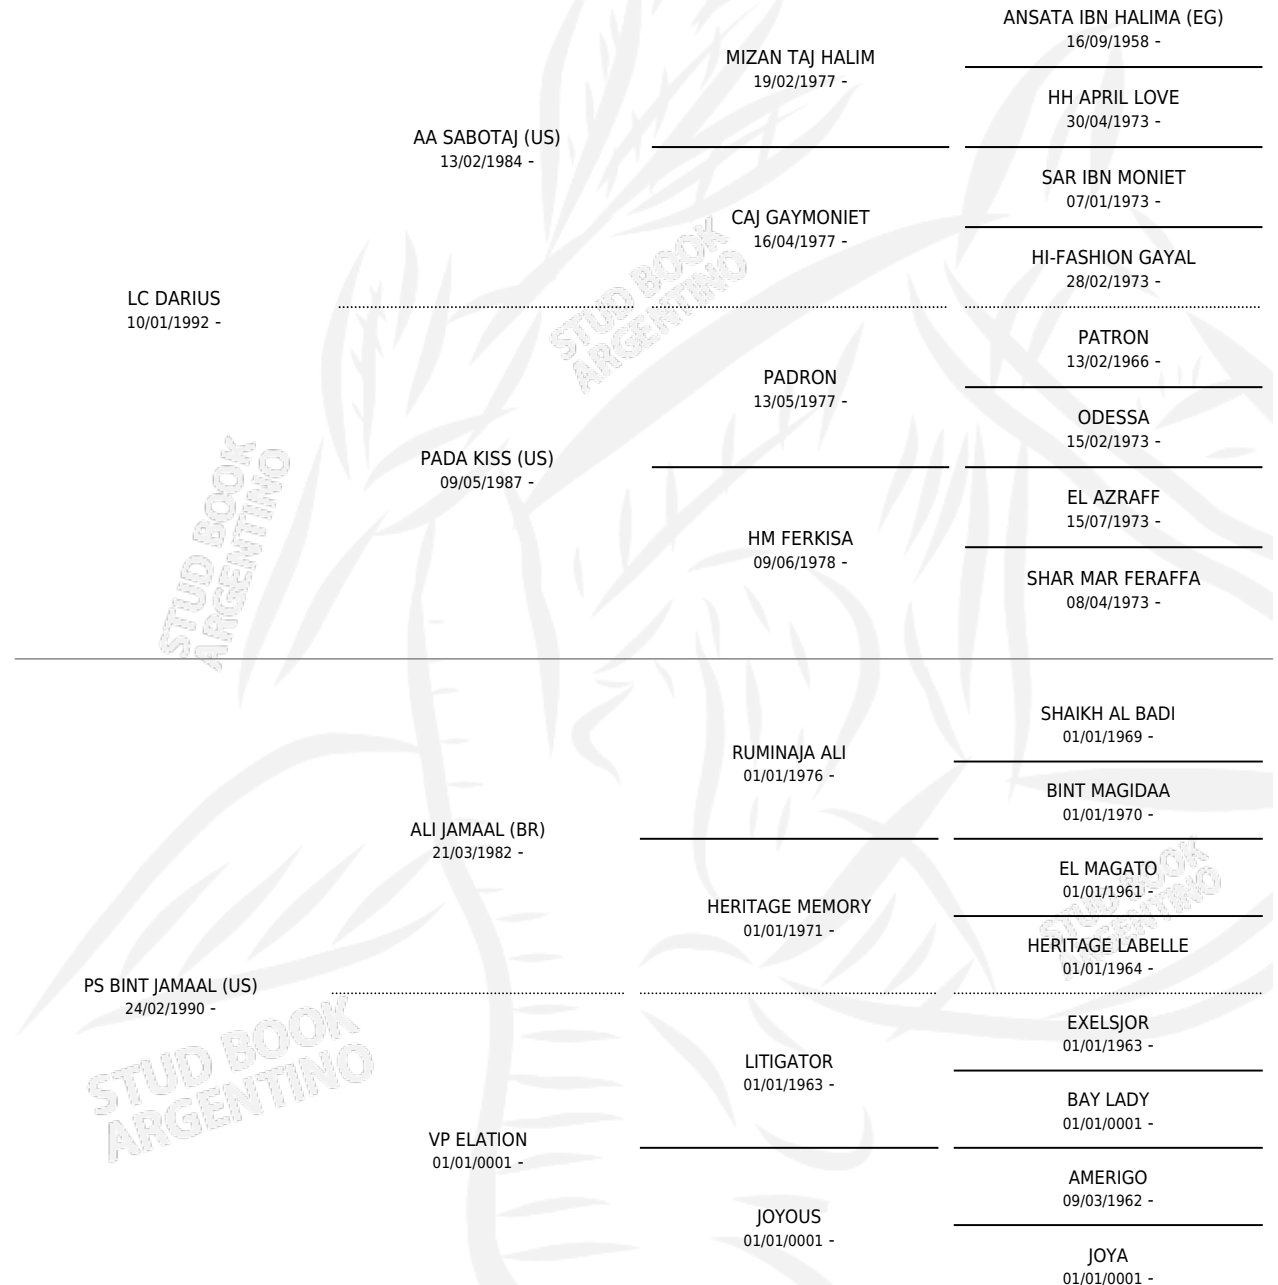 ANSATA IBN HALIMA (EG)
16/09/1958 -
MIZAN TAJ HALIM
19/02/1977 -
HH APRIL LOVE
30/04/1973 -
AA SABOTAJ (US)
13/02/1984 -
SAR IBN MONIET
07/01/1973 -
CAJ GAYMONIET
16/04/1977 -
HI-FASHION GAYAL
28/02/1973 -
LC DARIUS
10/01/1992 -
STUD BOOK
ARGENTINO
PATRON
13/02/1966 -
PADRON
13/05/1977 -
ODESSA
15/02/1973 -
PADA KISS (US)
09/05/1987 -
EL AZRAFF
15/07/1973 -
HM FERKISA
09/06/1978 -
SHAR MAR FERAFFA
08/04/1973 -
STUD BOOK
ARGENTINO
SHAIKH AL BADI
01/01/1969 -
RUMINAJA ALI
01/01/1976 -
BINT MAGIDAA
01/01/1970 -
ALI JAMAAL (BR)
21/03/1982 -
EL MAGATO
01/01/1961 -
HERITAGE MEMORY
01/01/1971 -
STUD BOOK
ARGENTINO
HERITAGE LABELLE
01/01/1964 -
PS BINT JAMAAL (US)
24/02/1990 -
EXELSJOR
01/01/1963 -
LITIGATOR
01/01/1963 -
STUD BOOK
ARGENTINO
BAY LADY
01/01/0001 -
VP ELATION
01/01/0001 -
AMERIGO
09/03/1962 -
JOYOUS
01/01/0001 -
JOYA
01/01/0001 -